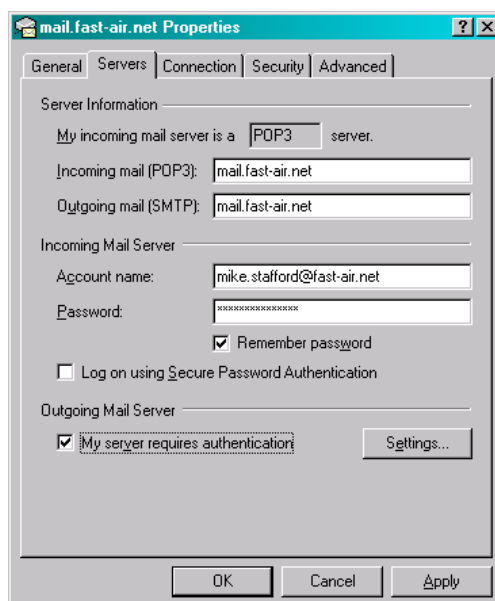 mail.fast-air.net Properties ? X
General Servers Connection Security Advanced
Server Information
My incoming mail server is a POP3 server.
Incoming mail (POP3): mail.fast-air.net
Outgoing mail (SMTP): mail.fast-air.net
Incoming Mail Server
Account name: mike.stafford@fast-air.net
Password: ***************
Remember password
Log on using Secure Password Authentication
Outgoing Mail Server
My server requires authentication Settings...
OK Cancel Apply